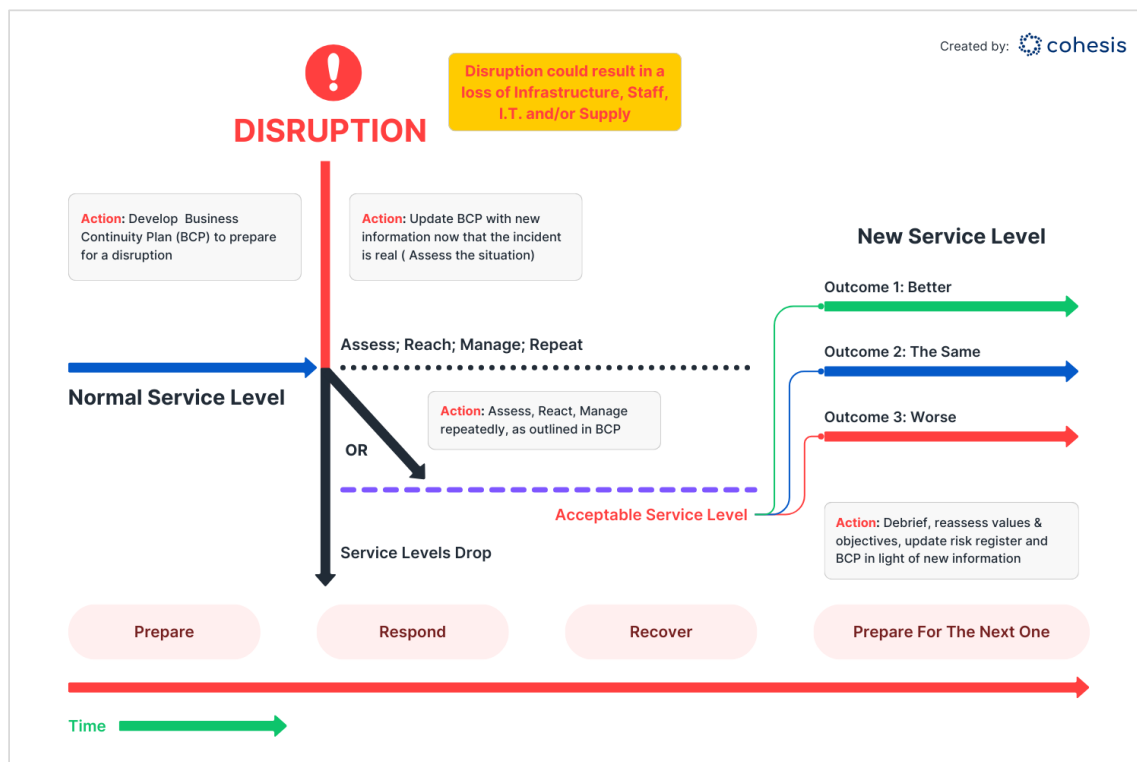 Created by: cohesis
DISRUPTION
Disruption could result in a
loss of Infrastructure, Staff,
I.T. and/or Supply
Action: Develop Business
Continuity Plan (BCP) to prepare
for a disruption
Action: Update BCP with new
information now that the incident
is real ( Assess the situation)
New Service Level
Outcome 1: Better
Assess; Reach; Manage; Repeat
Outcome 2: The Same
Normal Service Level
Action: Assess, React, Manage
repeatedly, as outlined in BCP
Outcome 3: Worse
OR
Acceptable Service Level
Action: Debrief, reassess values &
objectives, update risk register and
BCP in light of new information
Service Levels Drop
Prepare
Respond
Recover
Prepare For The Next One
Time